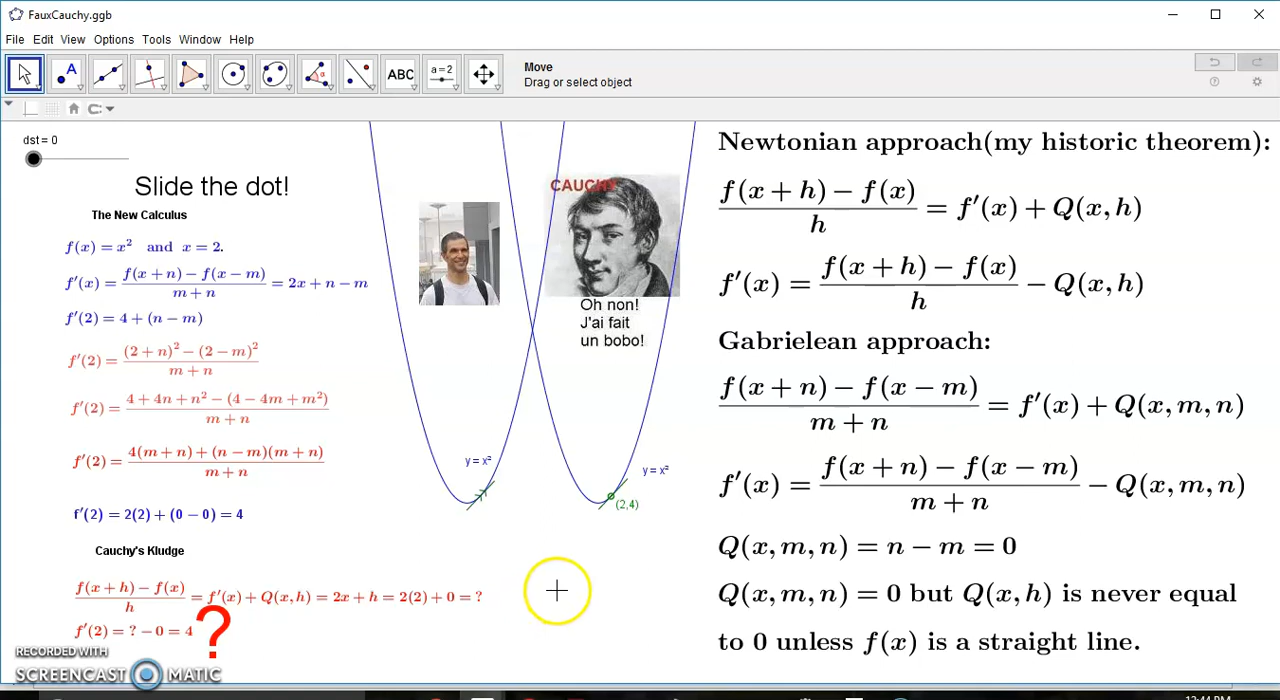 FauxCauchy.ggb
File Edit View Options Tools Window Help
A ABC a=2
Move
Drag or select object
dst = 0
Slide the dot!
The New Calculus
f(x) = x² and x = 2.
f′(x) = (f(x + n) − f(x − m))/(m + n) = 2x + n − m
f′(2) = 4 + (n − m)
f′(2) = ((2 + n)² − (2 − m)²)/(m + n)
f′(2) = (4 + 4n + n² − (4 − 4m + m²))/(m + n)
f′(2) = (4(m + n) + (n − m)(m + n))/(m + n)
f′(2) = 2(2) + (0 − 0) = 4
Cauchy's Kludge
(f(x + h) − f(x))/h = f′(x) + Q(x, h) = 2x + h = 2(2) + 0 = ?
f′(2) = ? − 0 = 4
?
RECORDED WITH
SCREENCAST MATIC
CAUCHY
Oh non!
J'ai fait
un bobo!
y = x²
y = x²
(2,4)
Newtonian approach(my historic theorem):
(f(x + h) − f(x))/h = f′(x) + Q(x, h)
f′(x) = (f(x + h) − f(x))/h − Q(x, h)
Gabrielean approach:
(f(x + n) − f(x − m))/(m + n) = f′(x) + Q(x, m, n)
f′(x) = (f(x + n) − f(x − m))/(m + n) − Q(x, m, n)
Q(x, m, n) = n − m = 0
Q(x, m, n) = 0 but Q(x, h) is never equal
to 0 unless f(x) is a straight line.